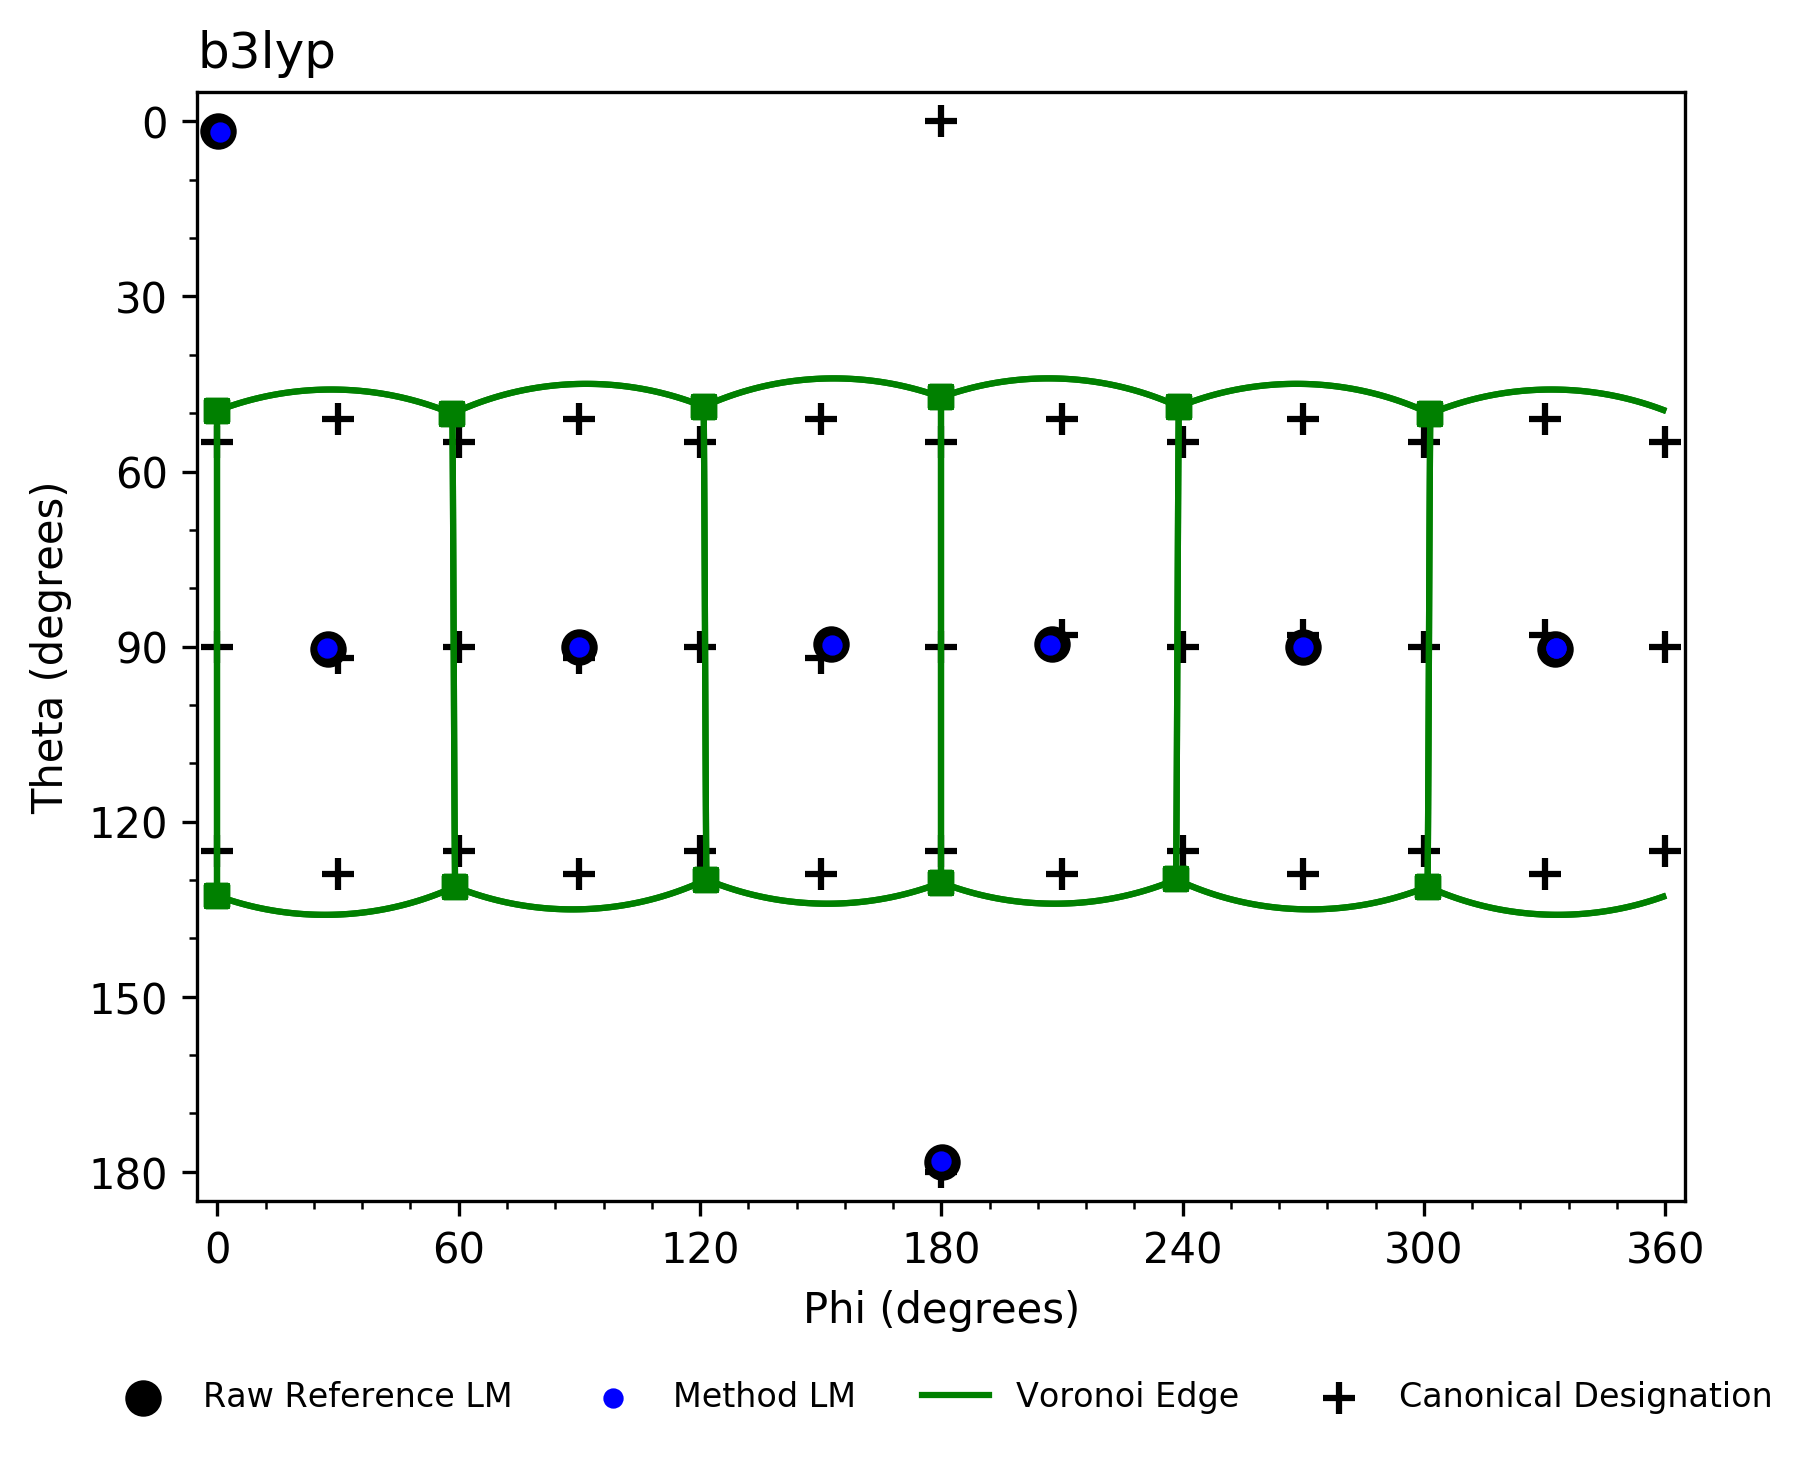 b3lyp
0
30
60
90
120
150
180
Theta (degrees)
0 60 120 180 240 300 360
Phi (degrees)
Raw Reference LM Method LM Voronoi Edge Canonical Designation